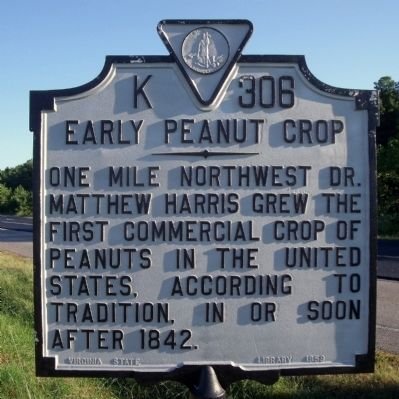 K 306
EARLY PEANUT CROP
ONE MILE NORTHWEST DR.
MATTHEW HARRIS GREW THE
FIRST COMMERCIAL CROP OF
PEANUTS IN THE UNITED
STATES, ACCORDING TO
TRADITION, IN OR SOON
AFTER 1842.
VIRGINIA STATE LIBRARY 1959